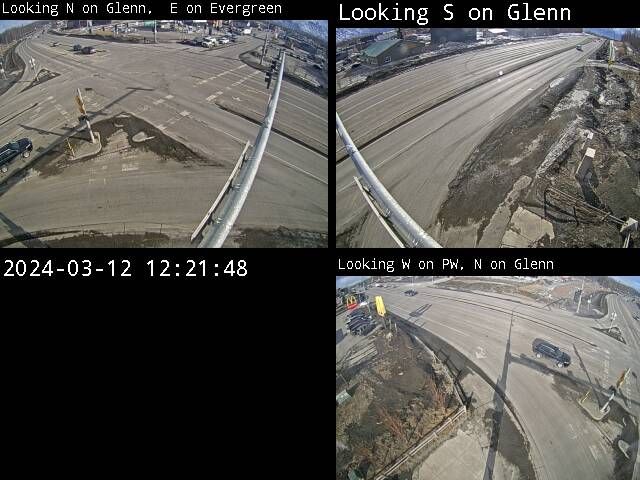 Looking N on Glenn, E on Evergreen
Looking S on Glenn
2024-03-12 12:21:48
Looking W on PW, N on Glenn